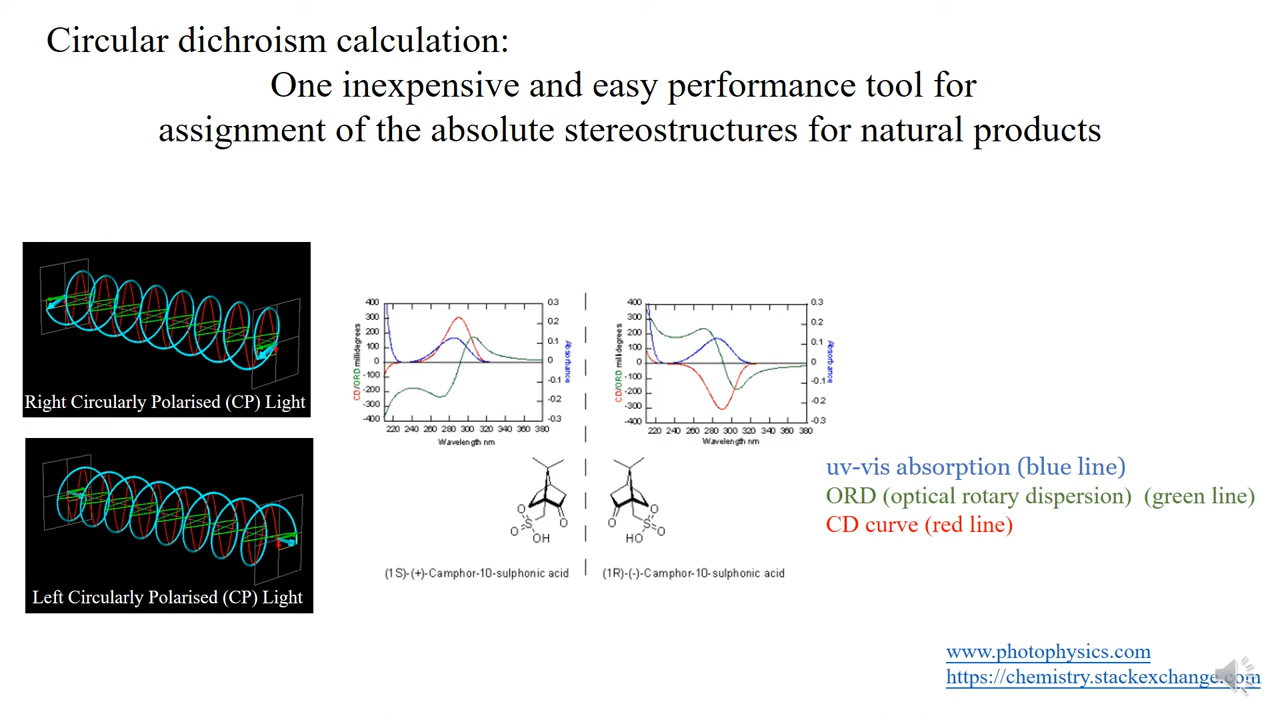 Circular dichroism calculation:
One inexpensive and easy performance tool for
assignment of the absolute stereostructures for natural products
Right Circularly Polarised (CP) Light
Left Circularly Polarised (CP) Light
400
300
200
100
0
-100
-200
-300
-400
CD/ORD millidegrees
0.3
0.2
0.1
0
-0.1
-0.2
-0.3
Absorbance
220 240 260 280 300 320 340 360 380
Wavelength nm
400
300
200
100
0
-100
-200
-300
-400
CD/ORD millidegrees
0.3
0.2
0.1
0
-0.1
-0.2
-0.3
Absorbance
220 240 260 280 300 320 340 360 380
Wavelength nm
O
S
O
OH
O
O
O
S
O
HO
(1S)-(+)-Camphor-10-sulphonic acid
(1R)-(-)-Camphor-10-sulphonic acid
uv-vis absorption (blue line)
ORD (optical rotary dispersion) (green line)
CD curve (red line)
www.photophysics.com
https://chemistry.stackexchange.com